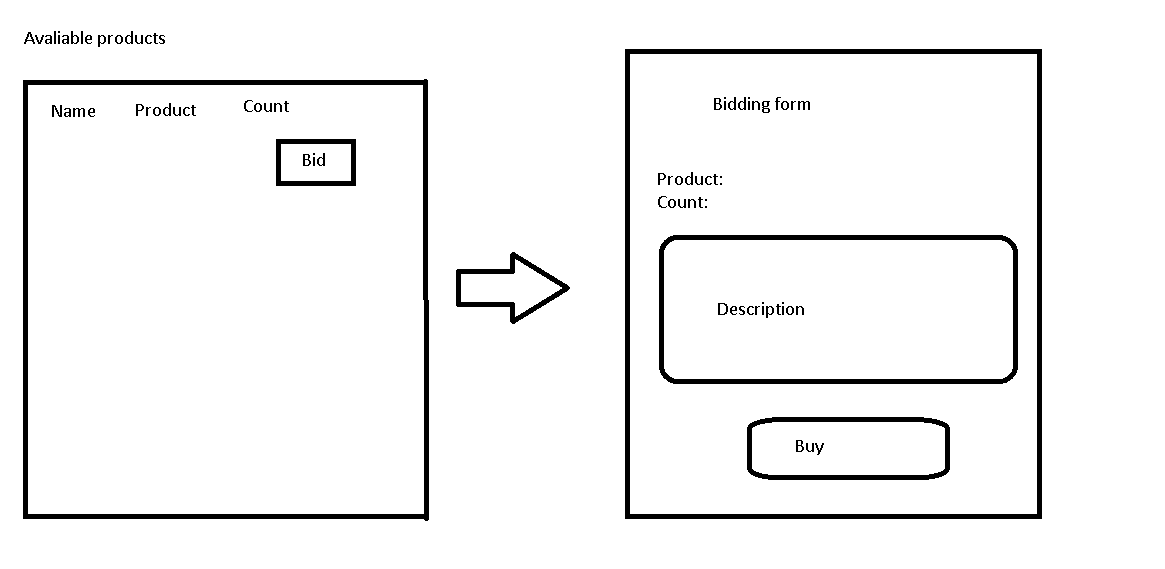 Avaliable products
Name Product Count
Bid
Bidding form
Product:
Count:
Description
Buy